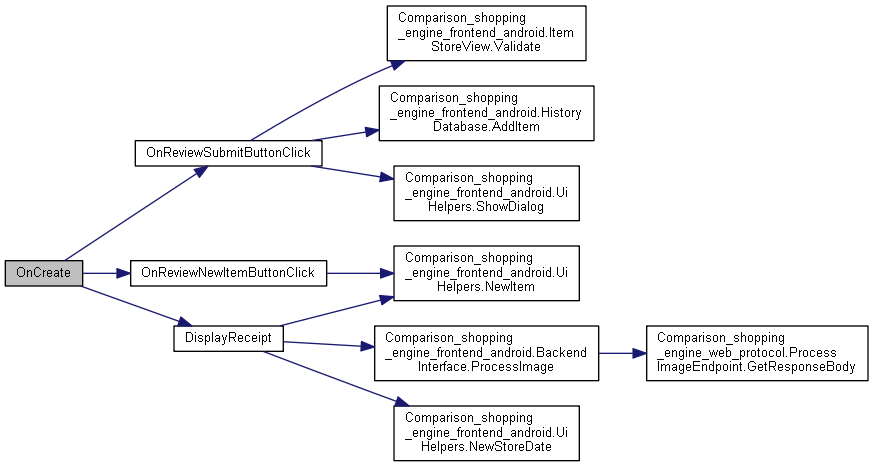 Comparison_shopping
_engine_frontend_android.Item
StoreView.Validate
Comparison_shopping
_engine_frontend_android.History
Database.AddItem
OnReviewSubmitButtonClick
Comparison_shopping
_engine_frontend_android.Ui
Helpers.ShowDialog
OnCreate
OnReviewNewItemButtonClick
Comparison_shopping
_engine_frontend_android.Ui
Helpers.NewItem
DisplayReceipt
Comparison_shopping
_engine_frontend_android.Backend
Interface.ProcessImage
Comparison_shopping
_engine_web_protocol.Process
ImageEndpoint.GetResponseBody
Comparison_shopping
_engine_frontend_android.Ui
Helpers.NewStoreDate